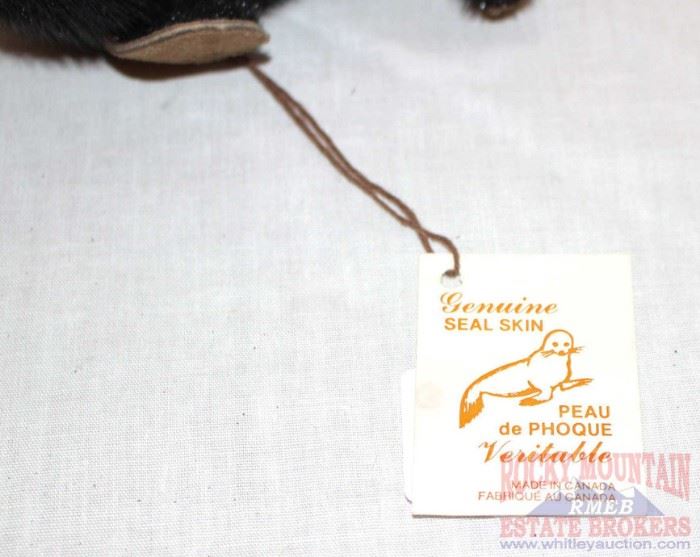 Genuine
SEAL SKIN
PEAU
de PHOQUE
Veritable
MADE IN CANADA
FABRIQUÉ AU CANADA
ROCKY MOUNTAIN
RMEB
ESTATE BROKERS
www.whitleyauction.com